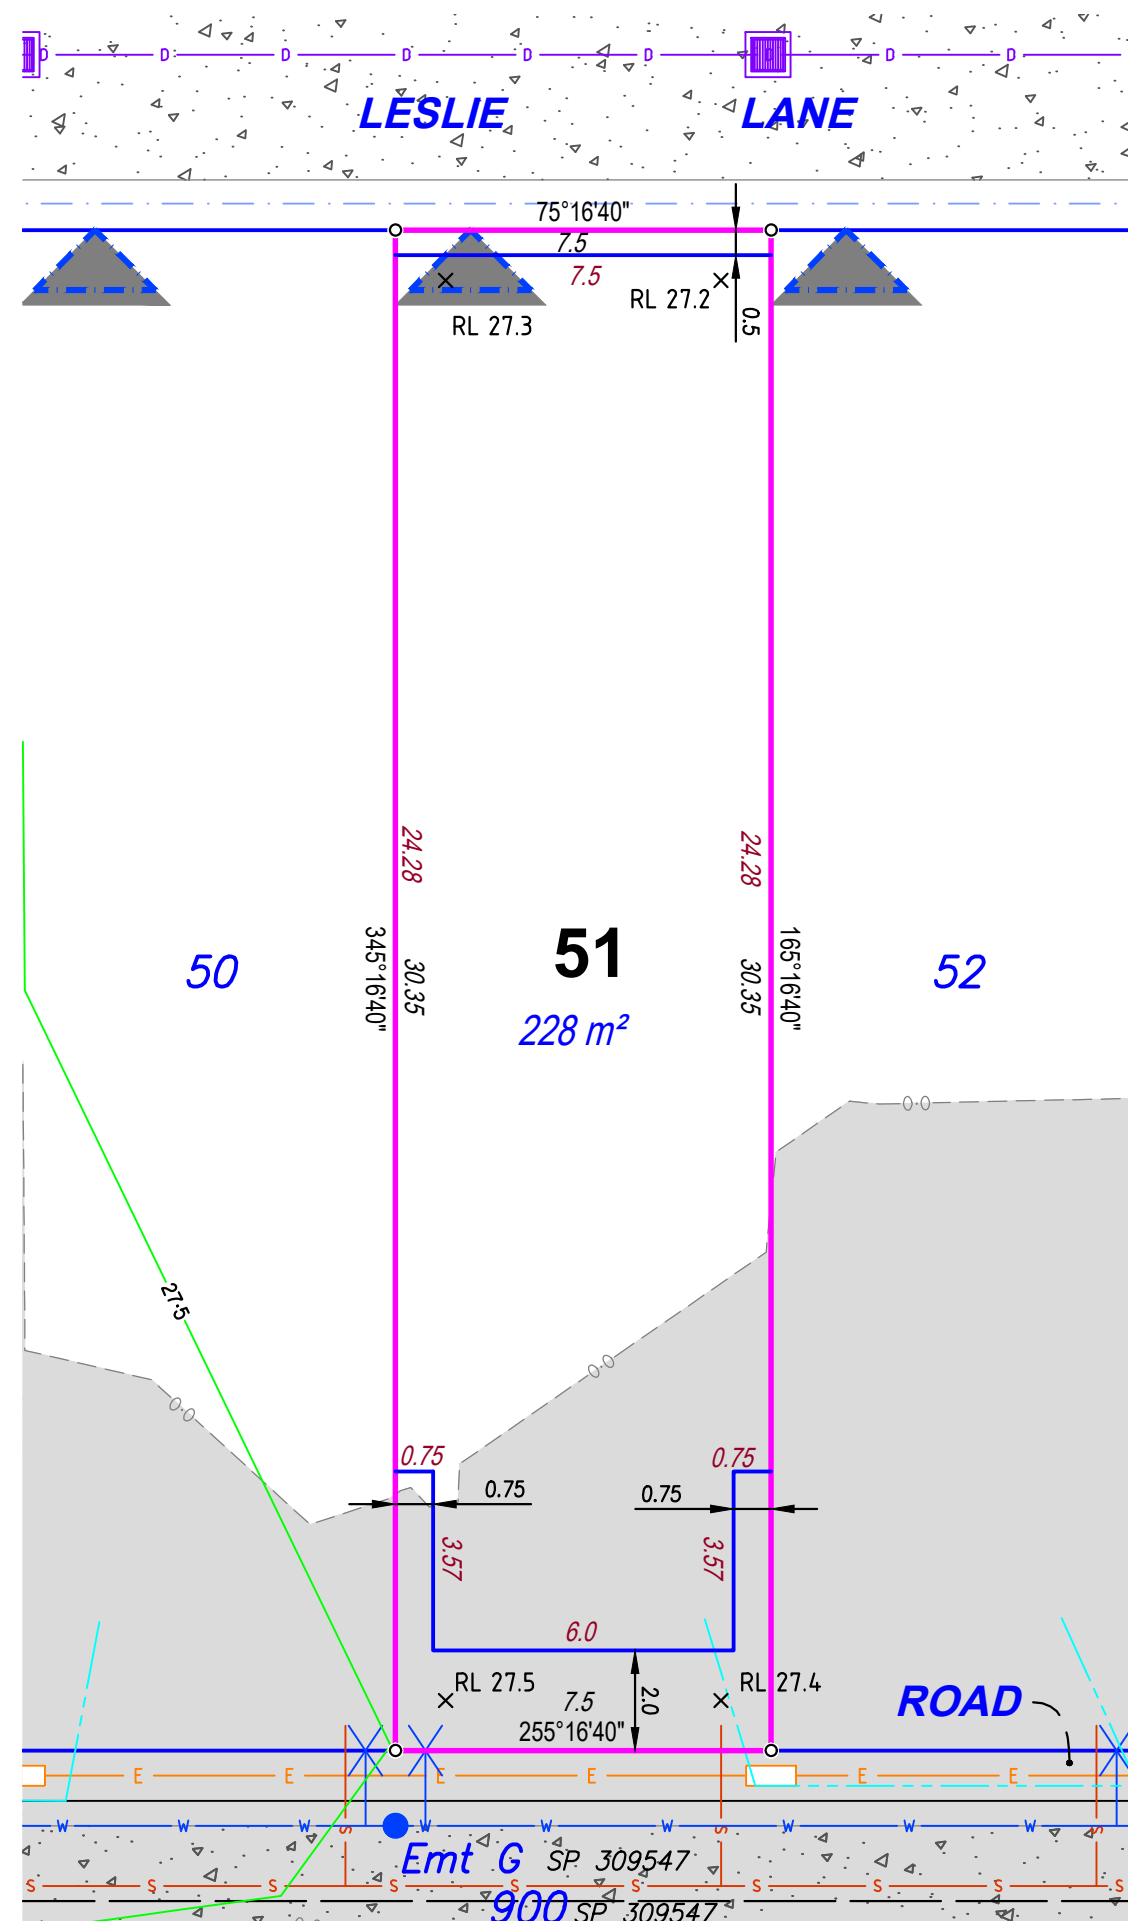 D D D D D D D D D
LESLIE LANE
75°16'40"
7.5
7.5
RL 27.2
RL 27.3
0.5
24.28
24.28
345°16'40"
30.35
30.35
165°16'40"
50
51
52
228 m²
0·0
27·5
0·0
0·0
0.75
0.75
0.75
0.75
3.57
3.57
6.0
RL 27.5
RL 27.4
7.5
2.0
255°16'40"
ROAD
E E E E E E
W W W W W W W W W
S S S
Emt G SP 309547
S S S S S S S S S S
900 SP 309547